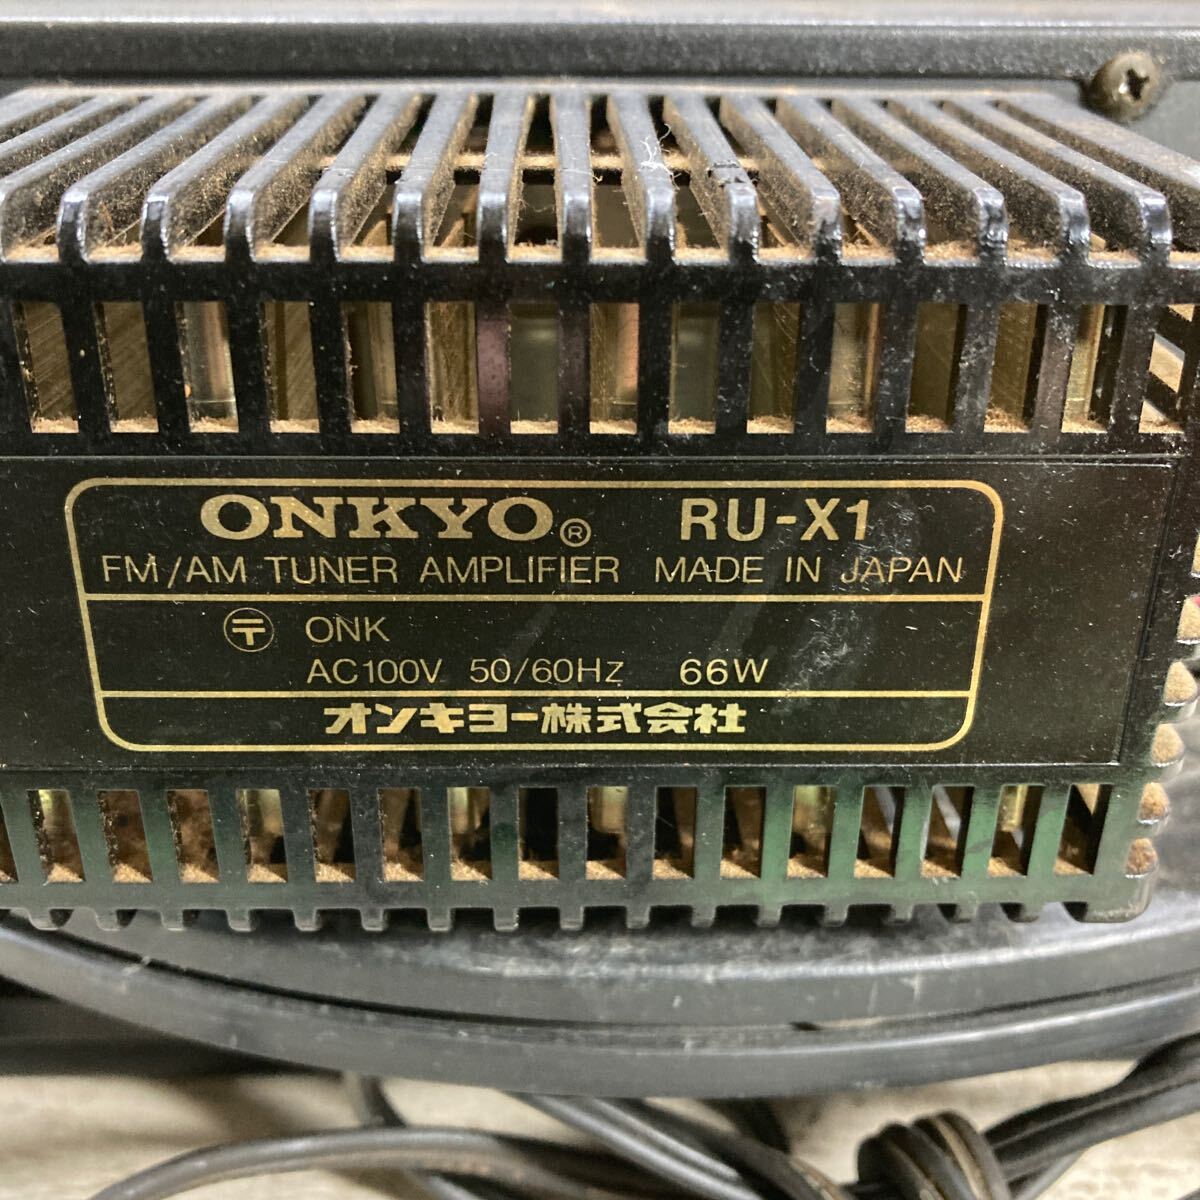 ONKYO® RU-X1
FM/AM TUNER AMPLIFIER MADE IN JAPAN
〶 ONK
AC100V 50/60Hz 66W
オンキヨー株式会社